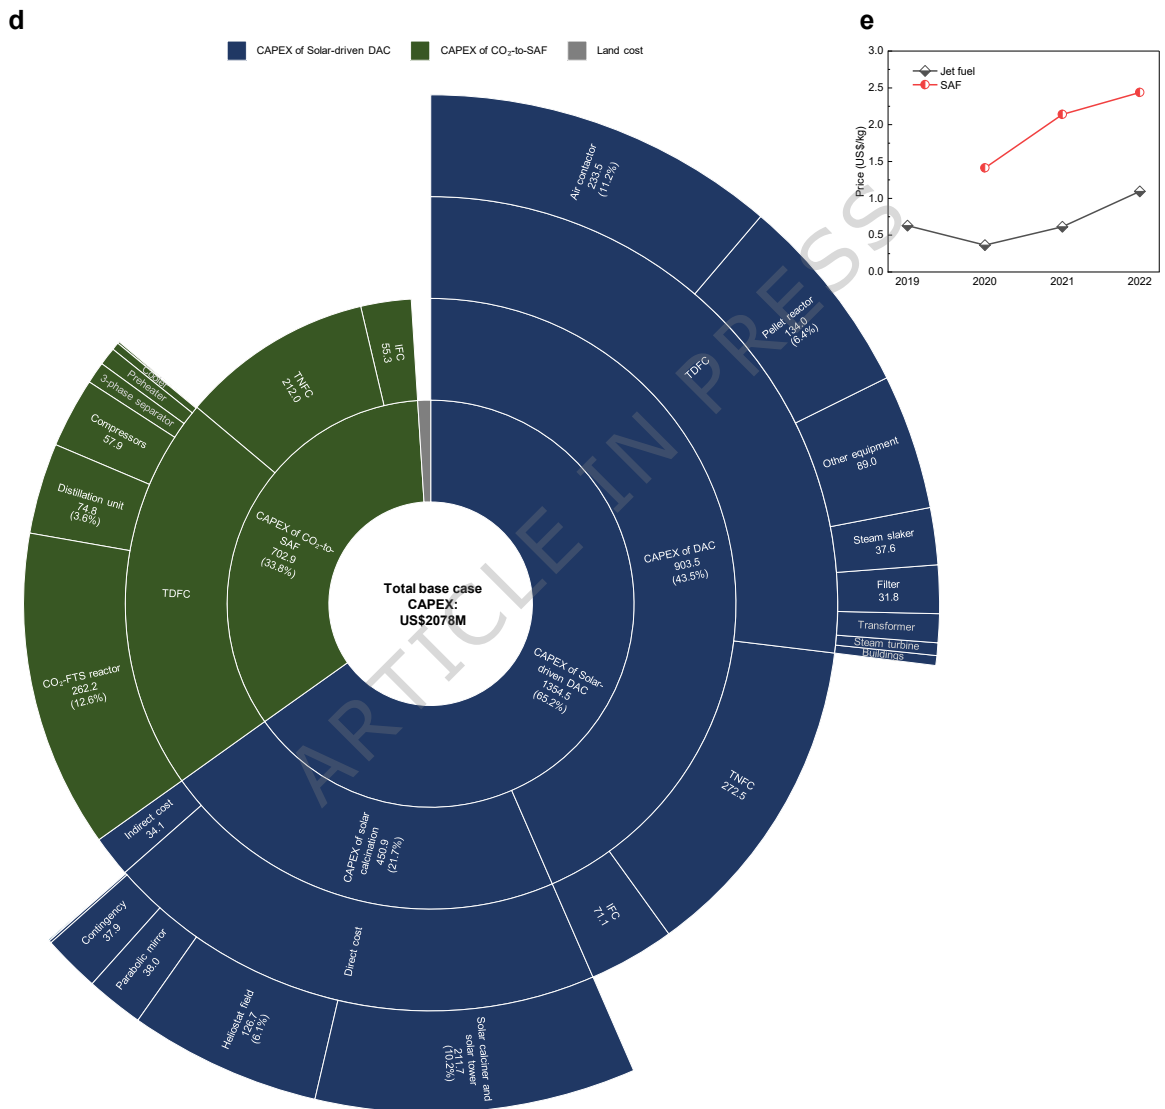 d
CAPEX of Solar-driven DAC
CAPEX of CO₂-to-SAF
Land cost
Air contactor
233.5
(11.2%)
Pellet reactor
134.0
(6.4%)
Other equipment
89.0
Steam slaker
37.6
Filter
31.8
Transformer
Steam turbine
Buildings
TDFC
CAPEX of DAC
903.5
(43.5%)
TNFC
272.5
IFC
71.1
CAPEX of Solar-
driven DAC
1354.5
(65.2%)
CAPEX of solar
calcination
450.9
(21.7%)
Direct cost
Solar calciner and
solar tower
211.7
(10.2%)
Heliostat field
126.7
(6.1%)
Parabolic mirror
38.0
Contingency
37.9
Indirect cost
34.1
CAPEX of CO₂-to-
SAF
702.9
(33.8%)
TDFC
CO₂-FTS reactor
262.2
(12.6%)
Distillation unit
74.8
(3.6%)
Compressors
57.9
3-phase separator
Preheater
Cooler
TNFC
212.0
IFC
55.3
Total base case
CAPEX:
US$2078M
e
Jet fuel
SAF
Price (US$/kg)
3.0
2.5
2.0
1.5
1.0
0.5
0.0
2019
2020
2021
2022
ARTICLE IN PRESS